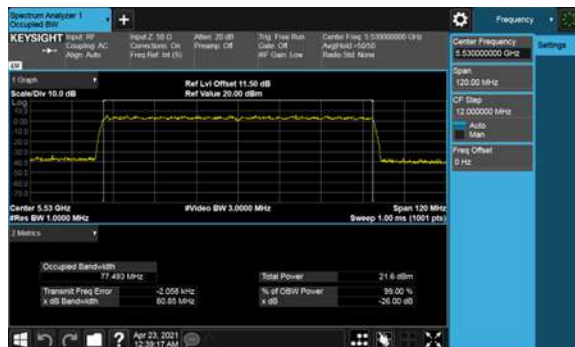 Spectrum Analyzer 1
Occupied BW
+
Frequency
KEYSIGHT Input: RF
Coupling: AC
Align: Auto
Input Z: 50 Ω
Corrections: On
Freq Ref: Int (S)
Atten: 20 dB
Preamp: Off
Trig: Free Run
Gate: Off
#IF Gain: Low
Center Freq: 5.530000000 GHz
Avg|Hold:>50/50
Radio Std: None
Center Frequency
5.530000000 GHz
Settings
Span
120.00 MHz
CF Step
12.000000 MHz
Auto
Man
Freq Offset
0 Hz
1 Graph
Scale/Div 10.0 dB
Ref Lvl Offset 11.50 dB
Ref Value 20.00 dBm
Log
10.0
0.00
Center 5.53 GHz
#Res BW 1.0000 MHz
#Video BW 3.0000 MHz
Span 120 MHz
Sweep 1.00 ms (1001 pts)
2 Metrics
Occupied Bandwidth
77.493 MHz
Total Power
21.6 dBm
Transmit Freq Error
-2.058 kHz
% of OBW Power
99.00 %
x dB Bandwidth
80.85 MHz
x dB
-26.00 dB
?
Apr 23, 2021
12:39:17 AM